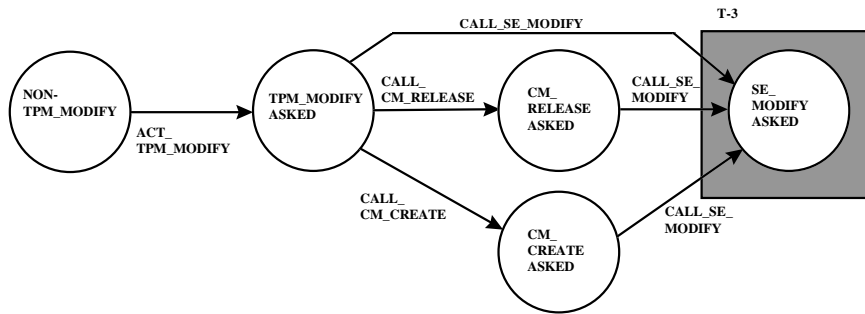 T-3
CALL_SE_MODIFY
NON-
TPM_MODIFY
ACT_
TPM_MODIFY
TPM_MODIFY
ASKED
CALL_
CM_RELEASE
CM_
RELEASE
ASKED
CALL_SE_
MODIFY
SE_
MODIFY
ASKED
CALL_
CM_CREATE
CM_
CREATE
ASKED
CALL_SE_
MODIFY